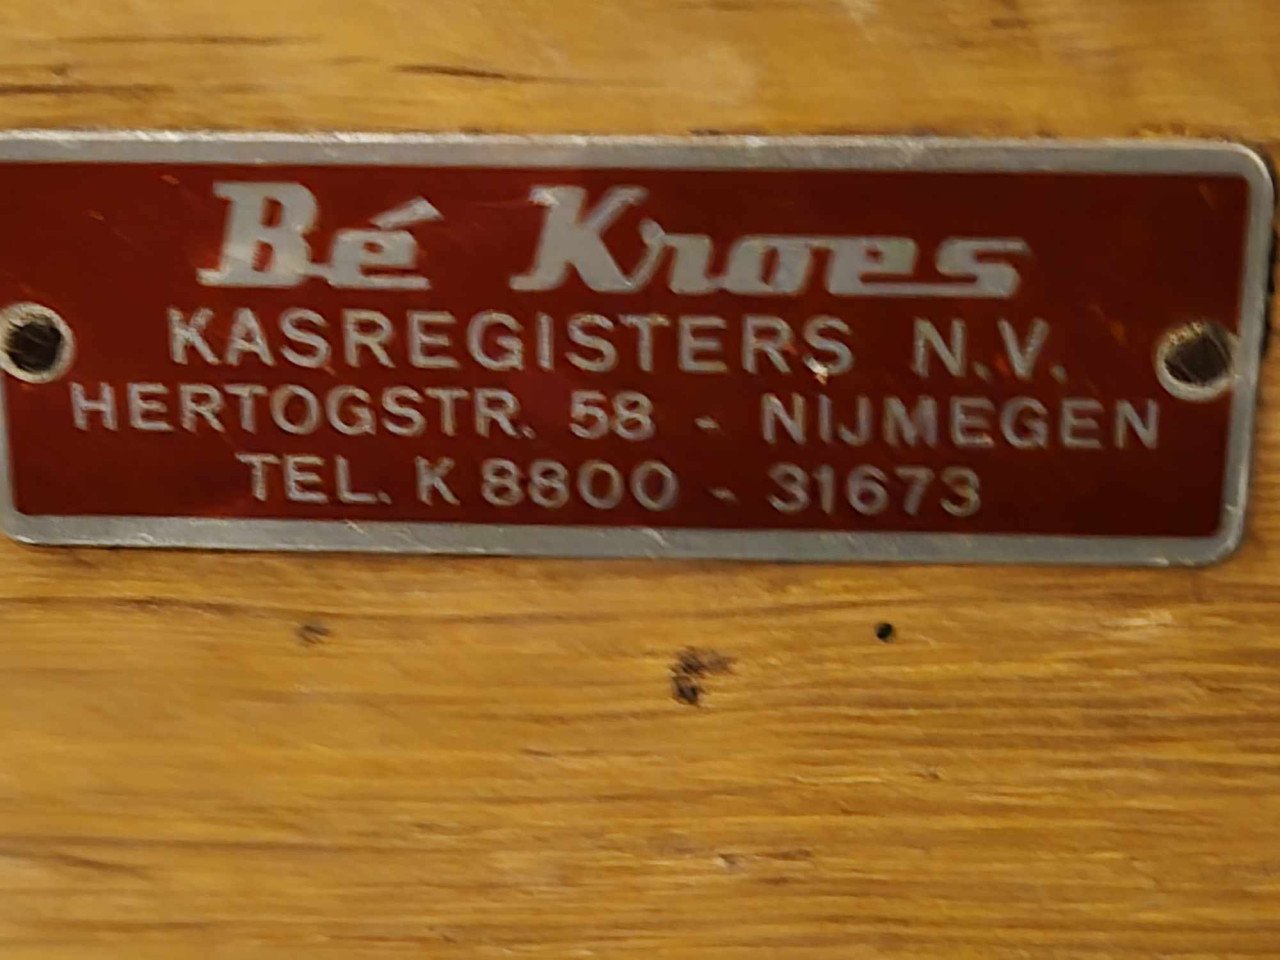 Bé Kroes
KASREGISTERS N.V.
HERTOGSTR. 58 - NIJMEGEN
TEL. K 8800 - 31673